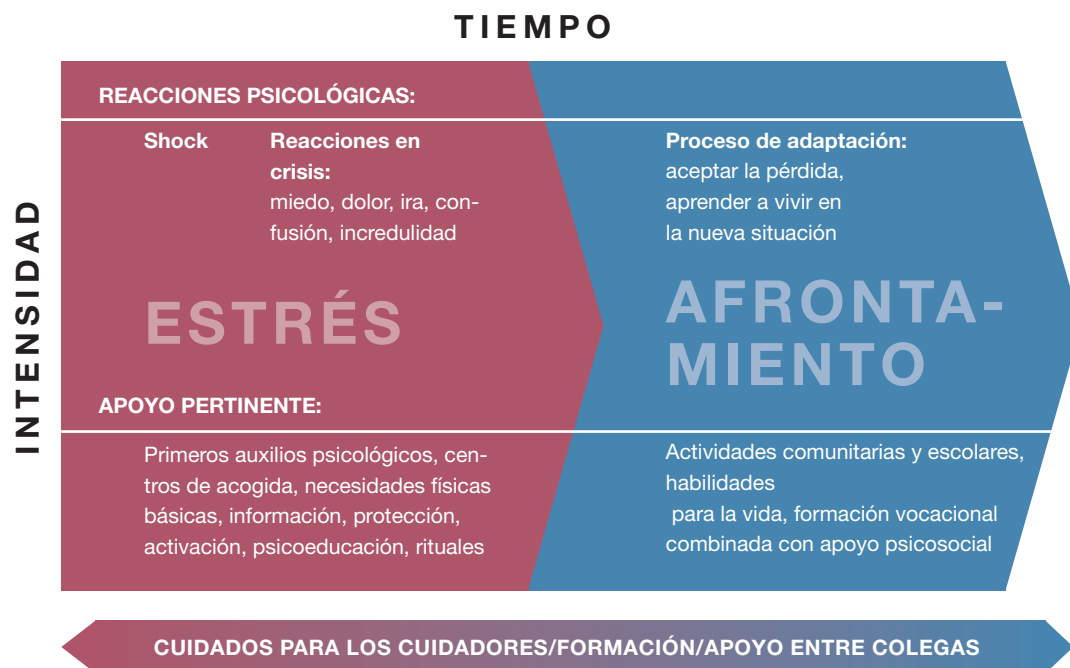 TIEMPO
INTENSIDAD
REACCIONES PSICOLÓGICAS:
Shock
Reacciones en
crisis:
miedo, dolor, ira, con-
fusión, incredulidad
Proceso de adaptación:
aceptar la pérdida,
aprender a vivir en
la nueva situación
ESTRÉS
AFRONTA-
MIENTO
APOYO PERTINENTE:
Primeros auxilios psicológicos, cen-
tros de acogida, necesidades físicas
básicas, información, protección,
activación, psicoeducación, rituales
Actividades comunitarias y escolares,
habilidades
para la vida, formación vocacional
combinada con apoyo psicosocial
CUIDADOS PARA LOS CUIDADORES/FORMACIÓN/APOYO ENTRE COLEGAS